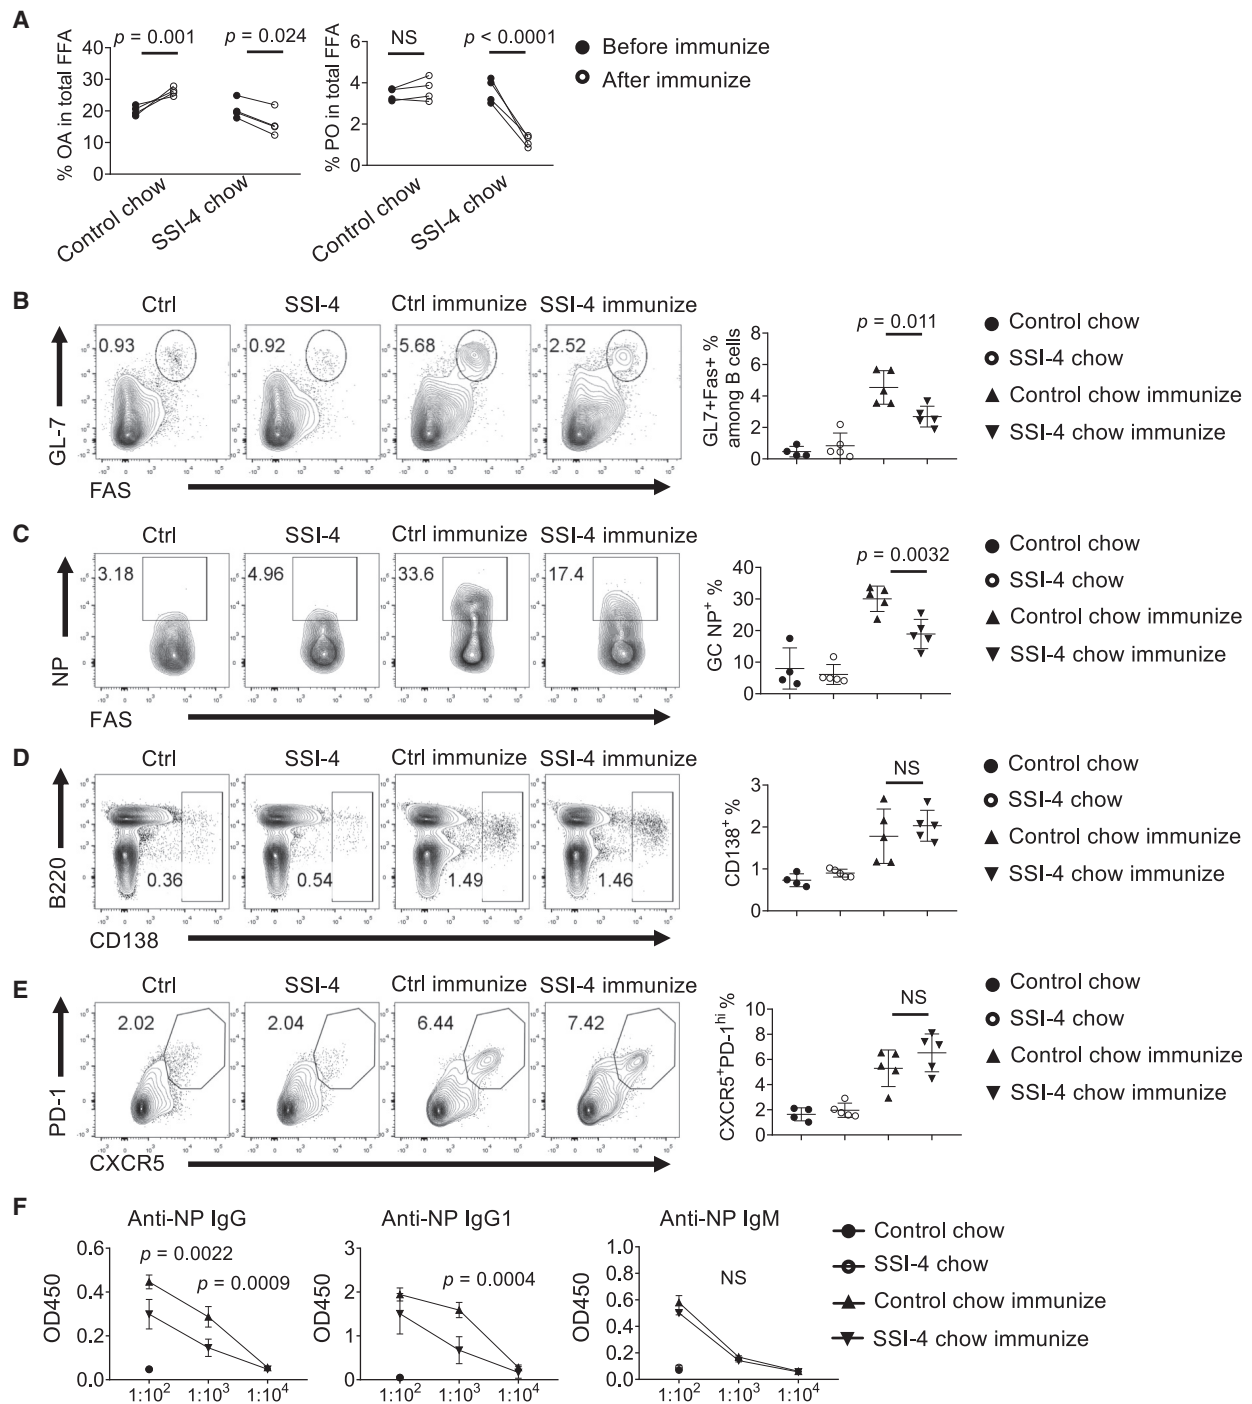 A
% OA in total FFA
40
30
20
10
0
p = 0.001
p = 0.024
Control chow
SSI-4 chow
% PO in total FFA
6
4
2
0
NS
p < 0.0001
Control chow
SSI-4 chow
Before immunize
After immunize
B
Ctrl
SSI-4
Ctrl immunize
SSI-4 immunize
0.93
0.92
5.68
2.52
GL-7
FAS
GL7+Fas+ %
among B cells
8
6
4
2
0
p = 0.011
Control chow
SSI-4 chow
Control chow immunize
SSI-4 chow immunize
C
Ctrl
SSI-4
Ctrl immunize
SSI-4 immunize
3.18
4.96
33.6
17.4
NP
FAS
GC NP⁺ %
40
30
20
10
0
p = 0.0032
Control chow
SSI-4 chow
Control chow immunize
SSI-4 chow immunize
D
Ctrl
SSI-4
Ctrl immunize
SSI-4 immunize
0.36
0.54
1.49
1.46
B220
CD138
CD138⁺ %
3
2
1
0
NS
Control chow
SSI-4 chow
Control chow immunize
SSI-4 chow immunize
E
Ctrl
SSI-4
Ctrl immunize
SSI-4 immunize
2.02
2.04
6.44
7.42
PD-1
CXCR5
CXCR5⁺PD-1ʰⁱ %
10
8
6
4
2
0
NS
Control chow
SSI-4 chow
Control chow immunize
SSI-4 chow immunize
F
Anti-NP IgG
OD450
0.6
0.4
0.2
0.0
p = 0.0022
p = 0.0009
1:10² 1:10³ 1:10⁴
Anti-NP IgG1
OD450
3
2
1
0
p = 0.0004
1:10² 1:10³ 1:10⁴
Anti-NP IgM
OD450
1.0
0.8
0.6
0.4
0.2
0.0
NS
1:10² 1:10³ 1:10⁴
Control chow
SSI-4 chow
Control chow immunize
SSI-4 chow immunize